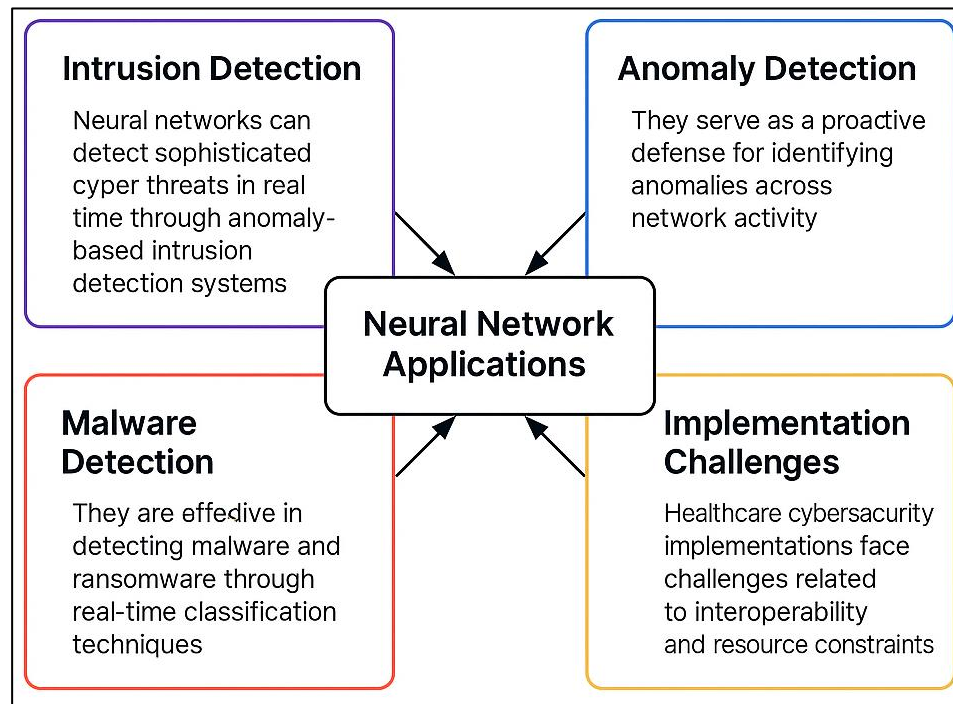 Intrusion Detection
Neural networks can
detect sophisticated
cyper threats in real
time through anomaly-
based intrusion
detection systems
Anomaly Detection
They serve as a proactive
defense for identifying
anomalies across
network activity
Neural Network
Applications
Malware
Detection
They are effedive in
detecting malware and
ransomware through
real-time classification
techniques
Implementation
Challenges
Healthcare cybersacurity
implementations face
challenges related
to interoperability
and resource constraints